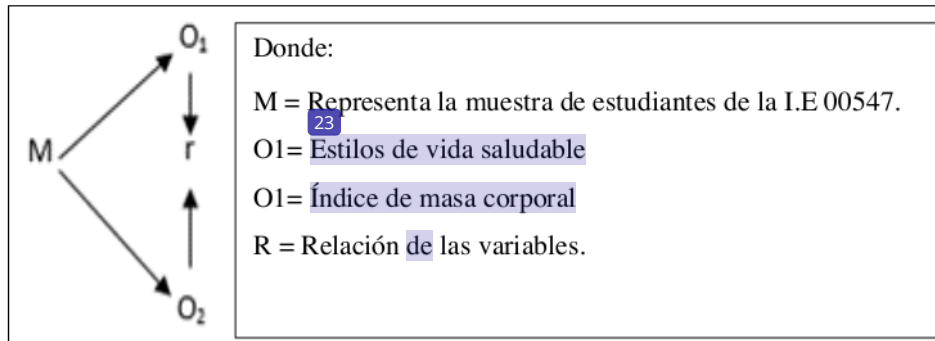 O₁
Donde:
M = Representa la muestra de estudiantes de la I.E 00547.
23
M
r
O1= Estilos de vida saludable
O1= Índice de masa corporal
R = Relación de las variables.
O₂